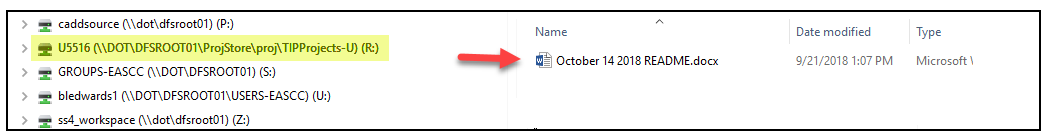 caddsource (\\dot\dfsroot01) (P:)
U5516 (\\DOT\DFSROOT01\ProjStore\proj\TIPProjects-U) (R:)
GROUPS-EASCC (\\DOT\DFSROOT01) (S:)
bledwards1 (\\DOT\DFSROOT01\USERS-EASCC) (U:)
ss4_workspace (\\dot\dfsroot01) (Z:)
Name Date modified Type
October 14 2018 README.docx 9/21/2018 1:07 PM Microsoft